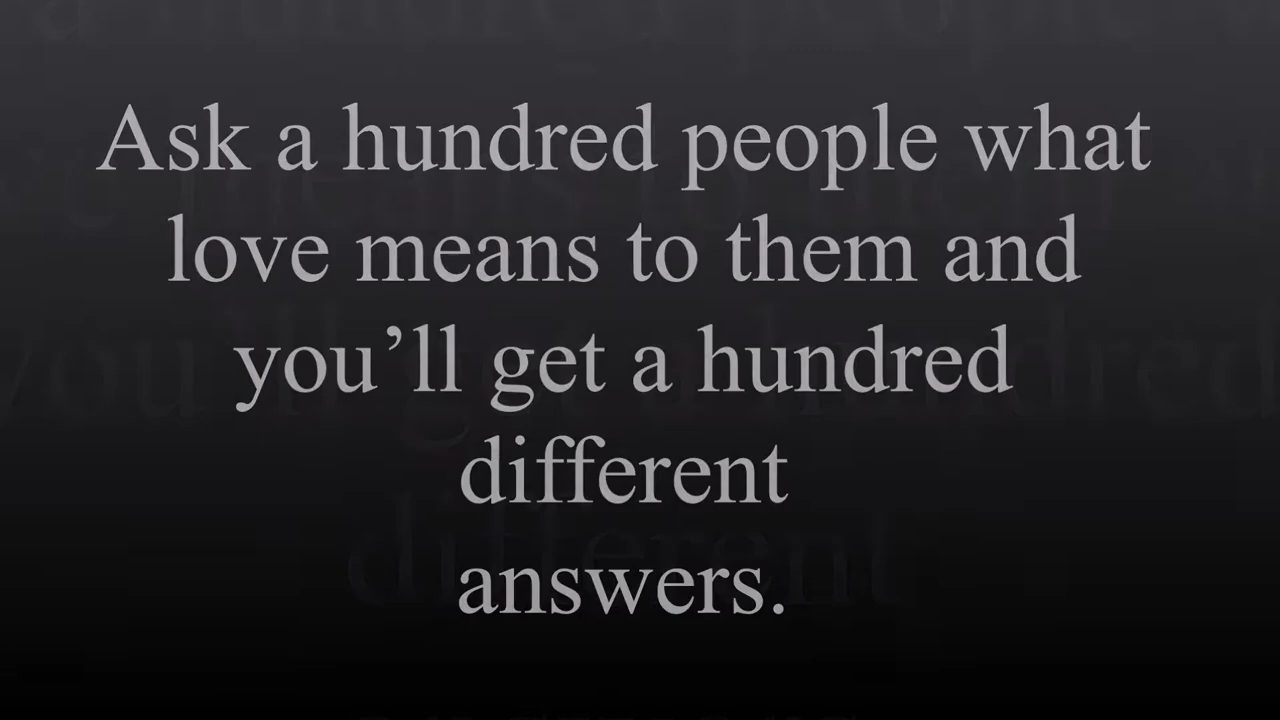 Ask a hundred people what
love means to them and
you’ll get a hundred
different
answers.